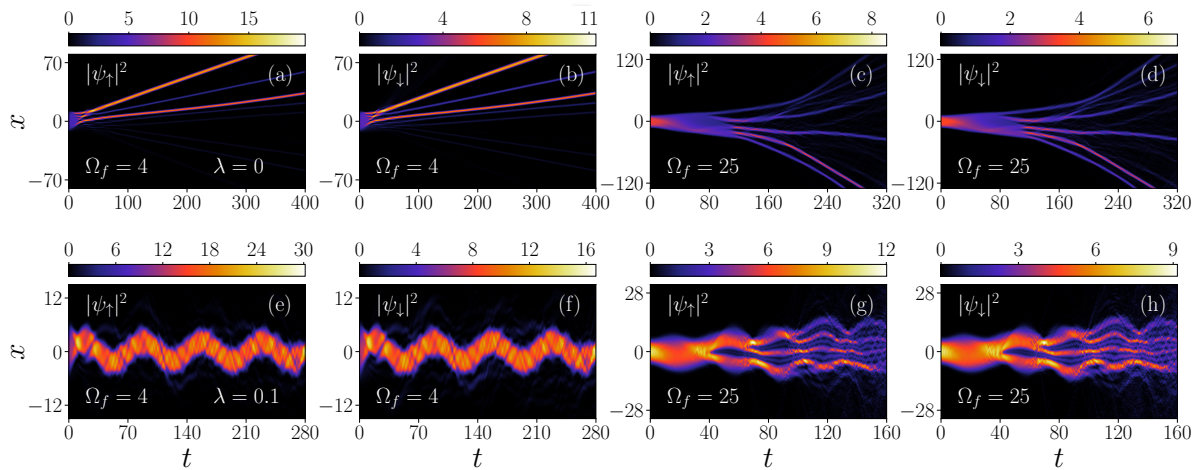 0 5 10 15
0 4 8 11
0 2 4 6 8
0 2 4 6
x
70
0
−70
|ψ↑|²
(a)
Ω_f = 4
λ = 0
0 100 200 300 400
|ψ↓|²
(b)
Ω_f = 4
0 100 200 300 400
120
0
−120
|ψ↑|²
(c)
Ω_f = 25
0 80 160 240 320
|ψ↓|²
(d)
Ω_f = 25
0 80 160 240 320
120
0
−120
0 6 12 18 24 30
0 4 8 12 16
0 3 6 9 12
0 3 6 9
x
12
0
−12
|ψ↑|²
(e)
Ω_f = 4
λ = 0.1
0 70 140 210 280
t
12
0
−12
|ψ↓|²
(f)
Ω_f = 4
0 70 140 210 280
t
28
0
−28
|ψ↑|²
(g)
Ω_f = 25
0 40 80 120 160
t
28
0
−28
|ψ↓|²
(h)
Ω_f = 25
0 40 80 120 160
t